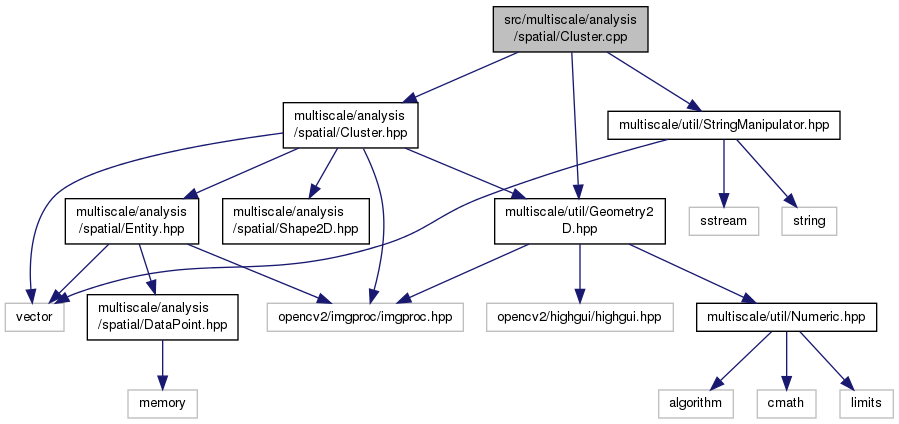 src/multiscale/analysis
/spatial/Cluster.cpp
multiscale/analysis
/spatial/Cluster.hpp
multiscale/util/StringManipulator.hpp
multiscale/analysis
/spatial/Entity.hpp
multiscale/analysis
/spatial/Shape2D.hpp
multiscale/util/Geometry2
D.hpp
sstream
string
vector
multiscale/analysis
/spatial/DataPoint.hpp
opencv2/imgproc/imgproc.hpp
opencv2/highgui/highgui.hpp
multiscale/util/Numeric.hpp
memory
algorithm
cmath
limits